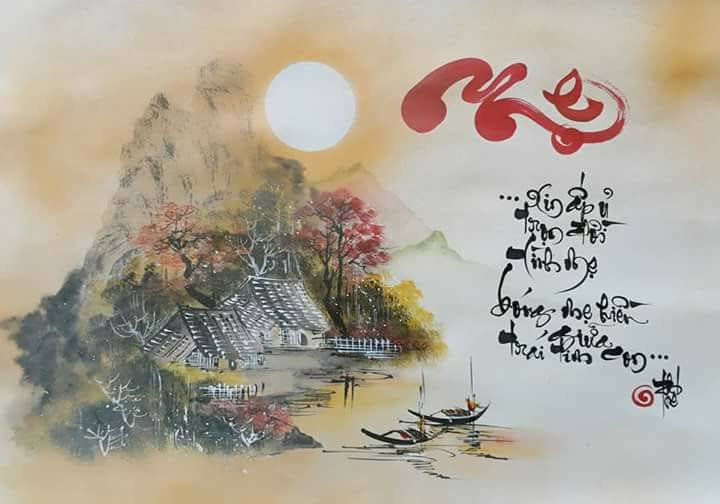 Mẹ
...Xin ấp ủ
trọn đời
tình mẹ
bóng mẹ hiền
giữa
trái tim con...